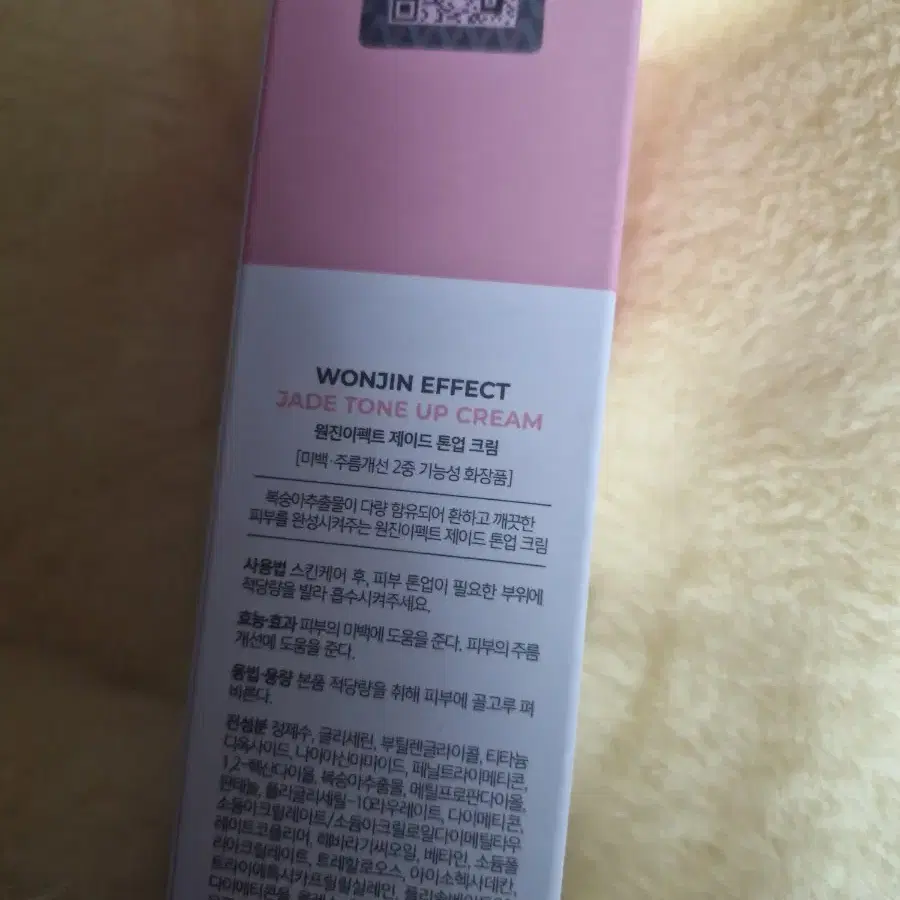 WONJIN EFFECT
JADE TONE UP CREAM
원진이펙트 제이드 톤업 크림
[미백·주름개선 2중 기능성 화장품]
복숭아추출물이 다량 함유되어 환하고 깨끗한
피부를 완성시켜주는 원진이펙트 제이드 톤업 크림
사용법 스킨케어 후, 피부 톤업이 필요한 부위에
적당량을 발라 흡수시켜주세요.
효능·효과 피부의 미백에 도움을 준다. 피부의 주름
개선에 도움을 준다.
용법·용량 본품 적당량을 취해 피부에 골고루 펴
바른다.
전성분 정제수, 글리세린, 부틸렌글라이콜, 티타늄
디옥사이드, 나이아신아마이드, 페닐트라이메티콘,
1,2-헥산다이올, 복숭아추출물, 메틸프로판다이올,
판테놀, 폴리글리세릴-10라우레이트, 다이메티콘,
소듐아크릴레이트/소듐아크릴로일다이메틸타우
레이트코폴리머, 해바라기씨오일, 베타인, 소듐폴
리아크릴레이트, 트레할로오스, 아이소헥사데칸,
트라이에톡시카프릴릴실레인,